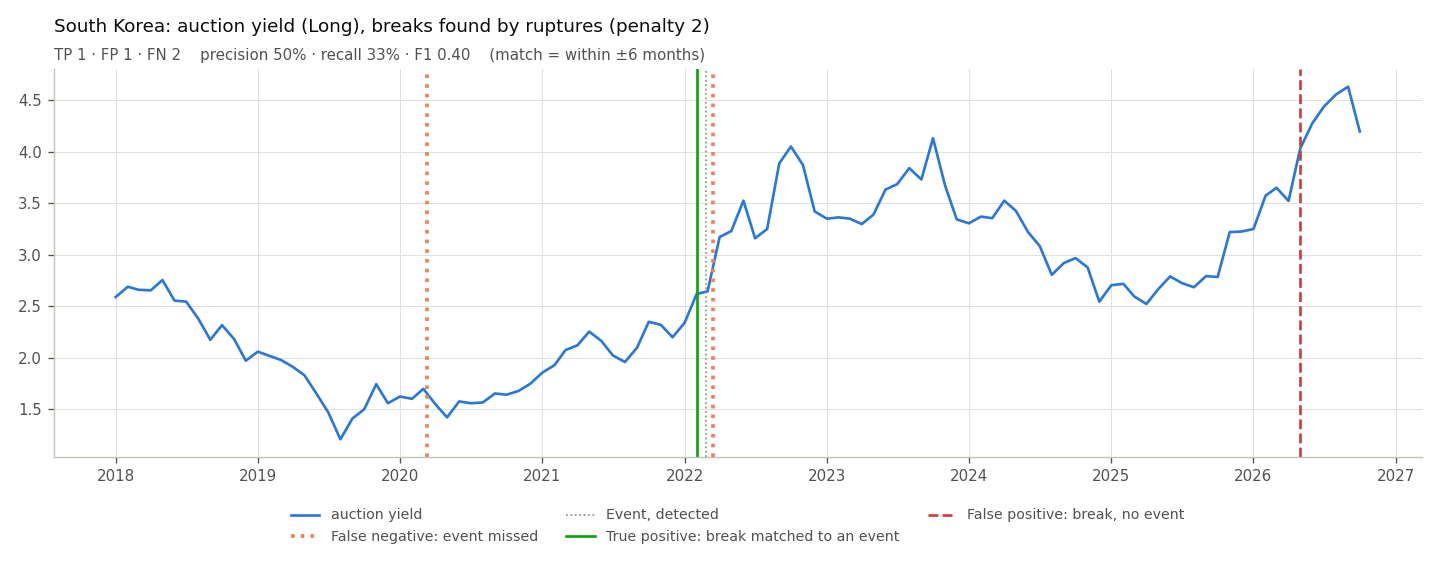 South Korea: auction yield (Long), breaks found by ruptures (penalty 2)
TP 1 · FP 1 · FN 2    precision 50% · recall 33% · F1 0.40    (match = within ±6 months)
4.5
4.0
3.5
3.0
2.5
2.0
1.5
2018 2019 2020 2021 2022 2023 2024 2025 2026 2027
auction yield
False negative: event missed
Event, detected
True positive: break matched to an event
False positive: break, no event